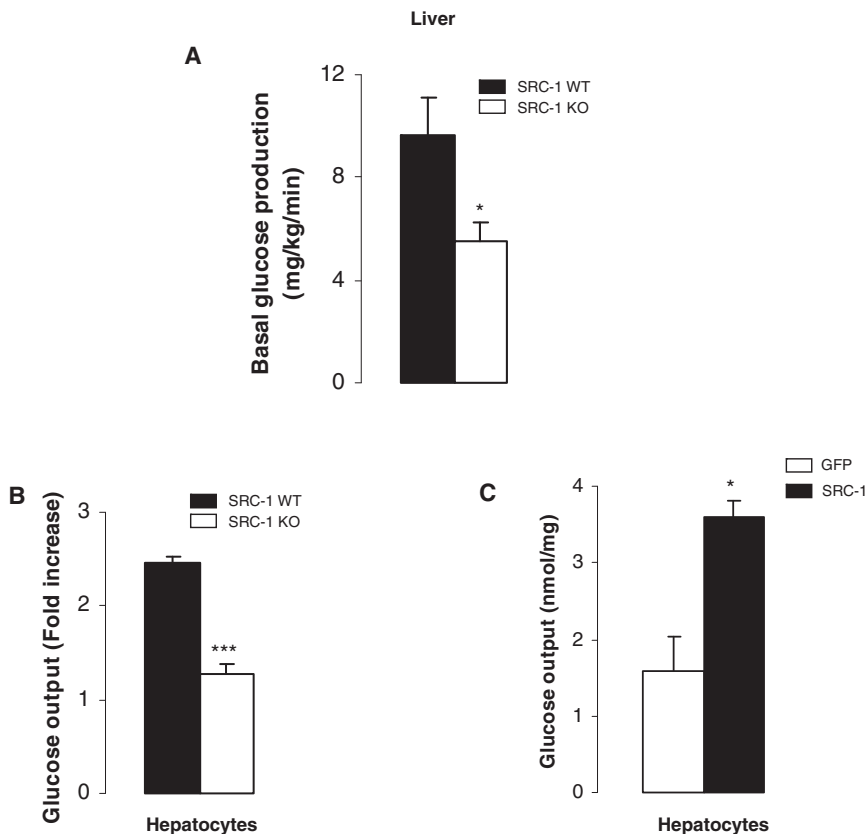 Liver
A
Basal glucose production
(mg/kg/min)
12
8
4
0
SRC-1 WT
SRC-1 KO
*
B
Glucose output (Fold increase)
3
2
1
0
SRC-1 WT
SRC-1 KO
***
Hepatocytes
C
Glucose output (nmol/mg)
4
3
2
1
0
GFP
SRC-1
*
Hepatocytes